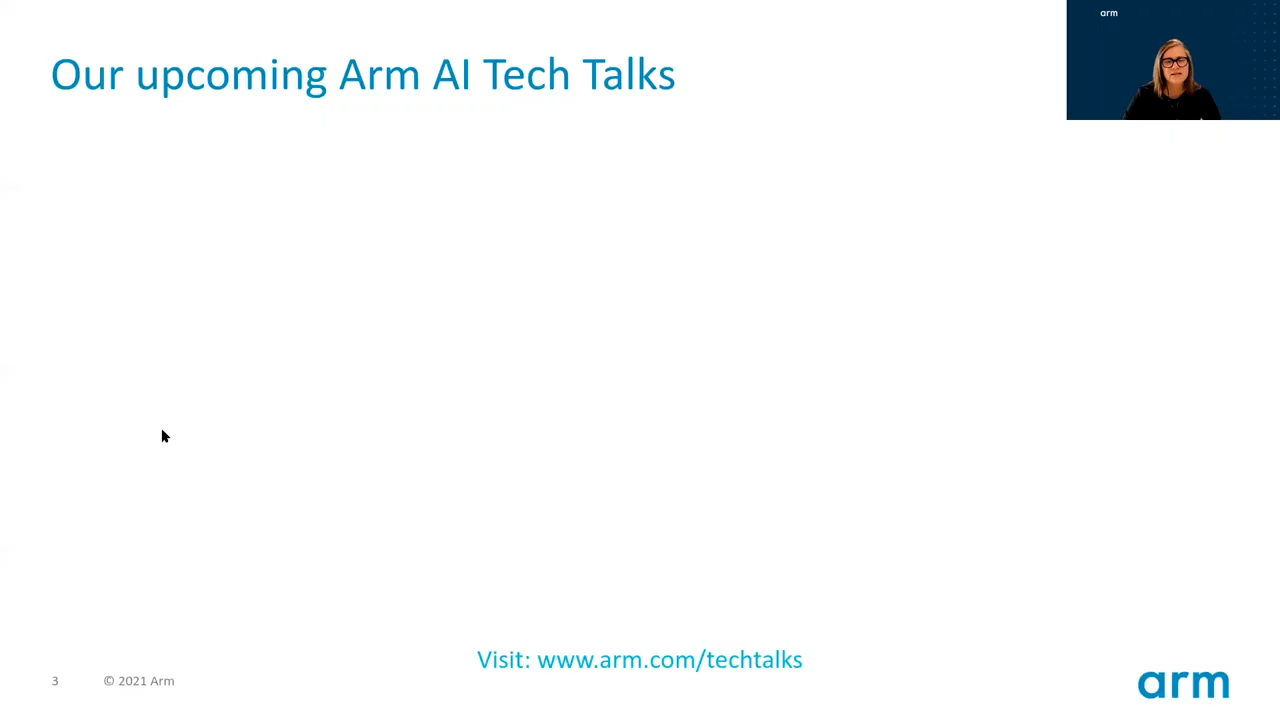 arm
Our upcoming Arm AI Tech Talks
Visit: www.arm.com/techtalks
3 © 2021 Arm
arm